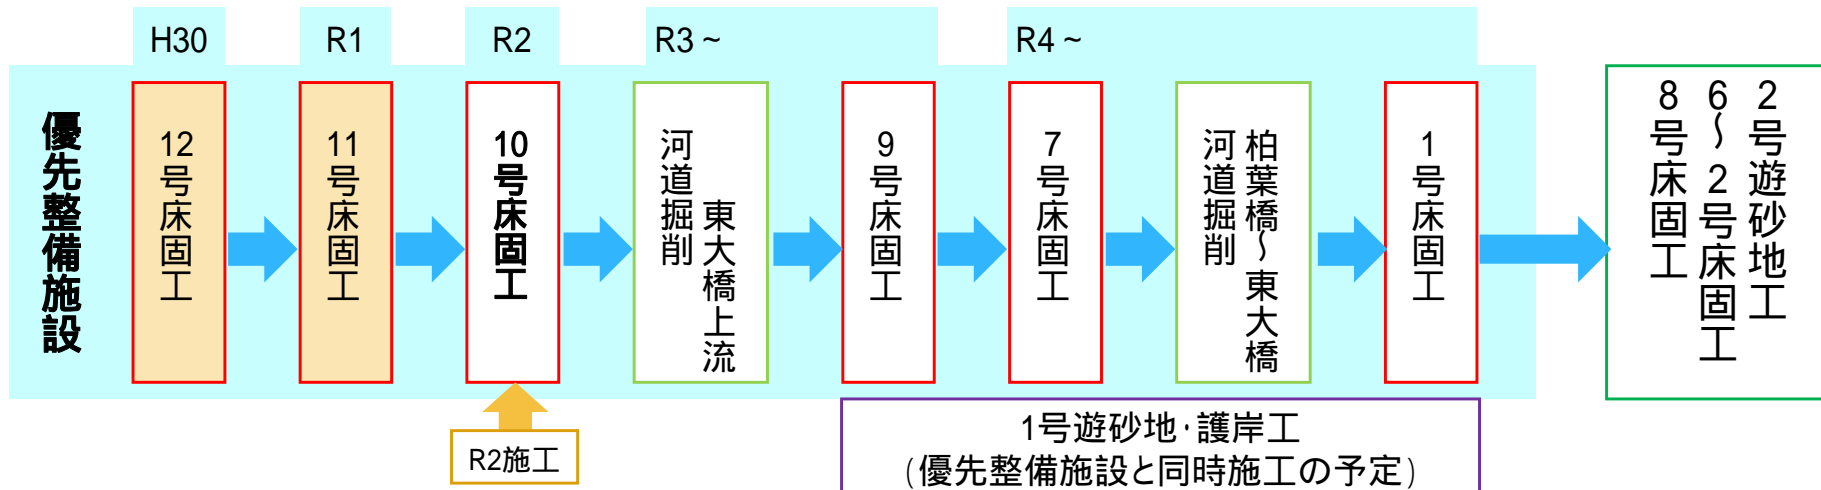 H30
R1
R2
R3～
R4～
優先整備施設
12号床固工
11号床固工
10号床固工
河道掘削
東大橋上流
9号床固工
7号床固工
柏葉橋～東大橋
河道掘削
1号床固工
2号遊砂地工
6～2号床固工
8号床固工
R2施工
1号遊砂地・護岸工
(優先整備施設と同時施工の予定)